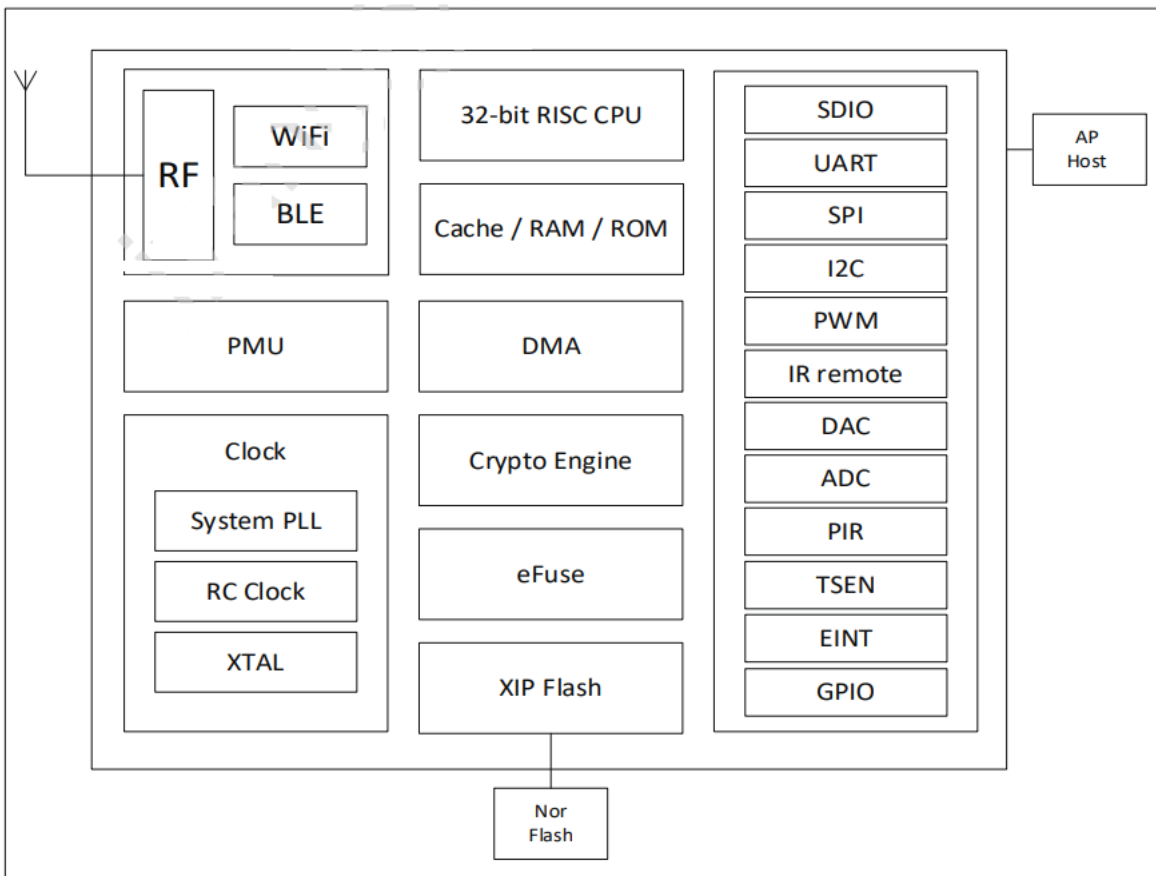 RF
WiFi
BLE
32-bit RISC CPU
Cache / RAM / ROM
PMU
DMA
Clock
System PLL
RC Clock
XTAL
Crypto Engine
eFuse
XIP Flash
SDIO
UART
SPI
I2C
PWM
IR remote
DAC
ADC
PIR
TSEN
EINT
GPIO
AP
Host
Nor
Flash